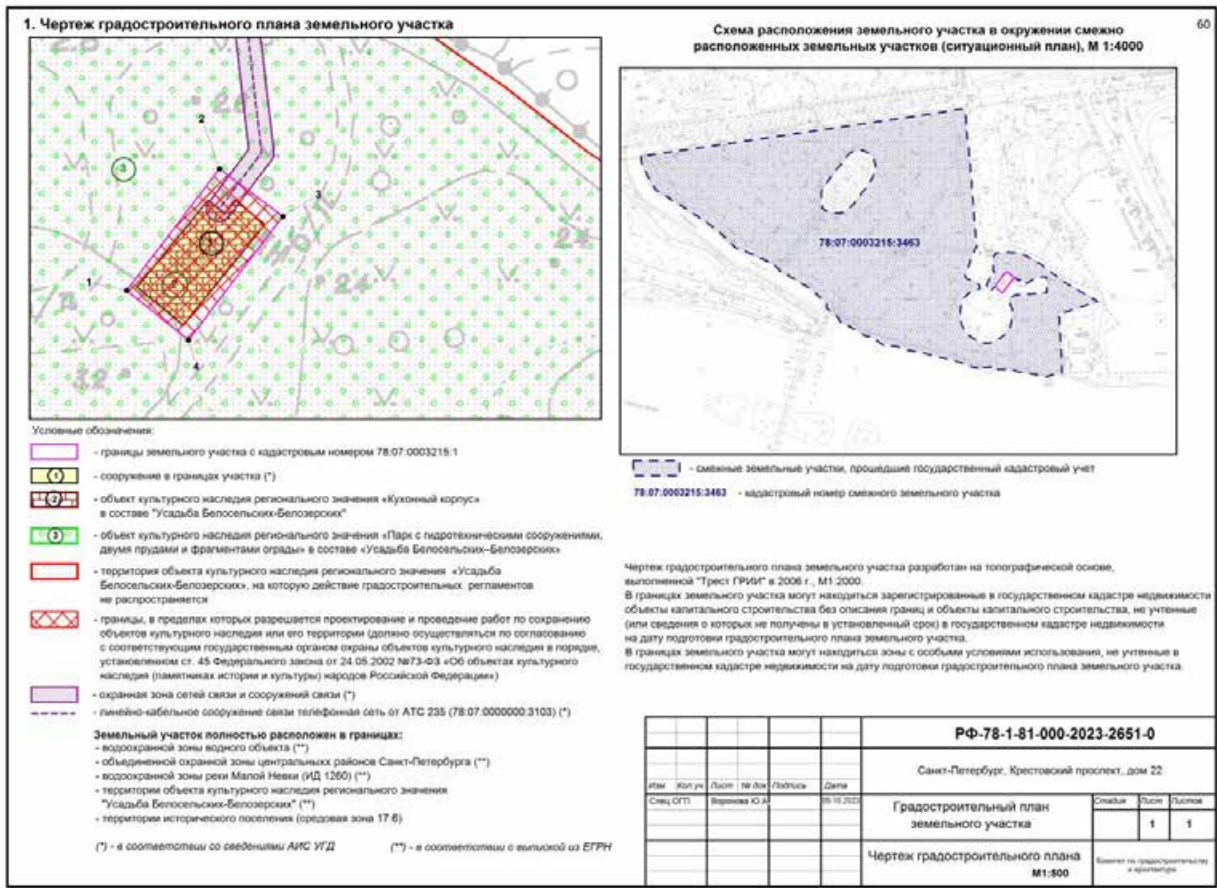 60
1. Чертеж градостроительного плана земельного участка
Схема расположения земельного участка в окружении смежно
расположенных земельных участков (ситуационный план), М 1:4000
2
3
3
1
1
4
24
24
32
78:07:0003215:3463
Условные обозначения:
- границы земельного участка с кадастровым номером 78:07:0003215:1
1 - сооружение в границах участка (*)
2 - объект культурного наследия регионального значения «Кухонный корпус»
в составе "Усадьба Белосельских-Белозерских"
3 - объект культурного наследия регионального значения «Парк с гидротехническими сооружениями,
двумя прудами и фрагментами ограды» в составе «Усадьба Белосельских–Белозерских»
- территория объекта культурного наследия регионального значения «Усадьба
Белосельских-Белозерских», на которую действие градостроительных регламентов
не распространяется
- границы, в пределах которых разрешается проектирование и проведение работ по сохранению
объектов культурного наследия или его территории (должно осуществляться по согласованию
с соответствующим государственным органом охраны объектов культурного наследия в порядке,
установленном ст. 45 Федерального закона от 24.05.2002 №73-ФЗ «Об объектах культурного
наследия (памятниках истории и культуры) народов Российской Федерации»)
- охранная зона сетей связи и сооружений связи (*)
- линейно-кабельное сооружение связи телефонная сеть от АТС 235 (78:07:0000000:3103) (*)
Земельный участок полностью расположен в границах:
- водоохранной зоны водного объекта (**)
- объединенной охранной зоны центральныхх районов Санкт-Петербурга (**)
- водоохранной зоны реки Малой Невки (ИД 1260) (**)
- территории объекта культурного наследия регионального значения
"Усадьба Белосельских-Белозерских" (**)
- территории исторического поселения (средовая зона 17.6)
(*) - в соответствии со сведениями АИС УГД (**) - в соответствии с выпиской из ЕГРН
- смежные земельные участки, прошедшие государственный кадастровый учет
78:07:0003215:3463 - кадастровый номер смежного земельного участка
Чертеж градостроительного плана земельного участка разработан на топографической основе,
выполненной "Трест ГРИИ" в 2006 г., М1:2000.
В границах земельного участка могут находиться зарегистрированные в государственном кадастре недвижимости
объекты капитального строительства без описания границ и объекты капитального строительства, не учтенные
(или сведения о которых не получены в установленный срок) в государственном кадастре недвижимости
на дату подготовки градостроительного плана земельного участка.
В границах земельного участка могут находиться зоны с особыми условиями использования, не учтенные в
государственном кадастре недвижимости на дату подготовки градостроительного плана земельного участка.
РФ-78-1-81-000-2023-2651-0
Санкт-Петербург, Крестовский проспект, дом 22
Изм Кол.уч Лист № док Подпись Дата
Спец.ОГП Воронова Ю.А 09.10.2023
Градостроительный план
земельного участка
Стадия Лист Листов
1 1
Чертеж градостроительного плана
М1:500
Комитет по градостроительству
и архитектуре